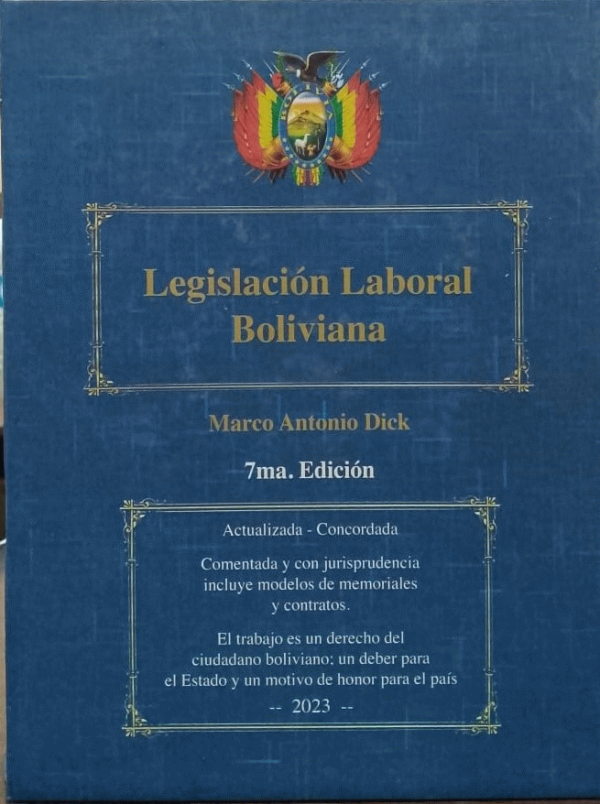 BOLIVIA
Legislación Laboral
Boliviana
Marco Antonio Dick
7ma. Edición
Actualizada - Concordada
Comentada y con jurisprudencia
incluye modelos de memoriales
y contratos.
El trabajo es un derecho del
ciudadano boliviano; un deber para
el Estado y un motivo de honor para el país
-- 2023 --